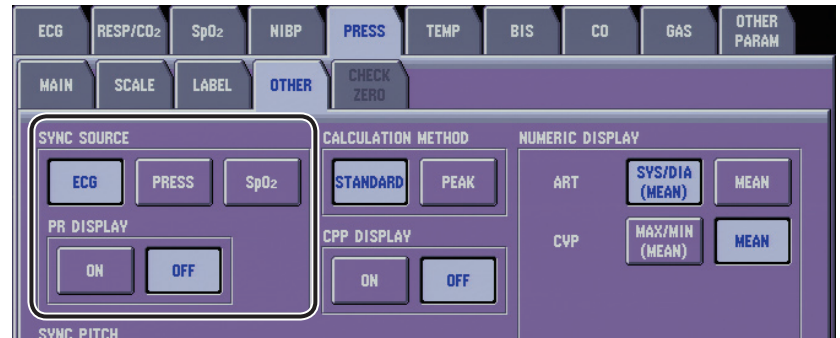 ECG RESP/CO2 SpO2 NIBP PRESS TEMP BIS CO GAS OTHER PARAM
MAIN SCALE LABEL OTHER CHECK ZERO
SYNC SOURCE
ECG PRESS SpO2
PR DISPLAY
ON OFF
CALCULATION METHOD
STANDARD PEAK
CPP DISPLAY
ON OFF
NUMERIC DISPLAY
ART SYS/DIA (MEAN) MEAN
CVP MAX/MIN (MEAN) MEAN
SYNC PITCH